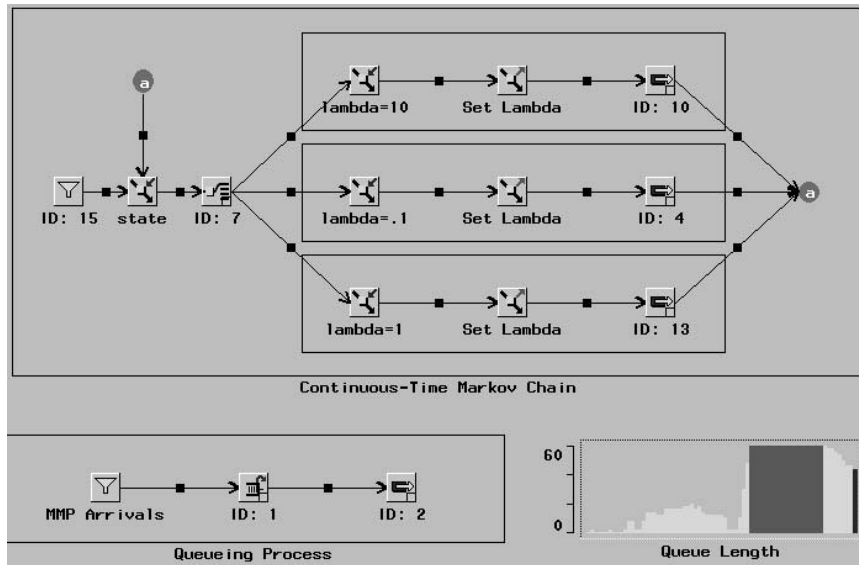 a
lambda=10 Set Lambda ID: 10
ID: 15 state ID: 7 lambda=.1 Set Lambda ID: 4 a
lambda=1 Set Lambda ID: 13
Continuous-Time Markov Chain
60
0
MMP Arrivals ID: 1 ID: 2
Queueing Process
Queue Length